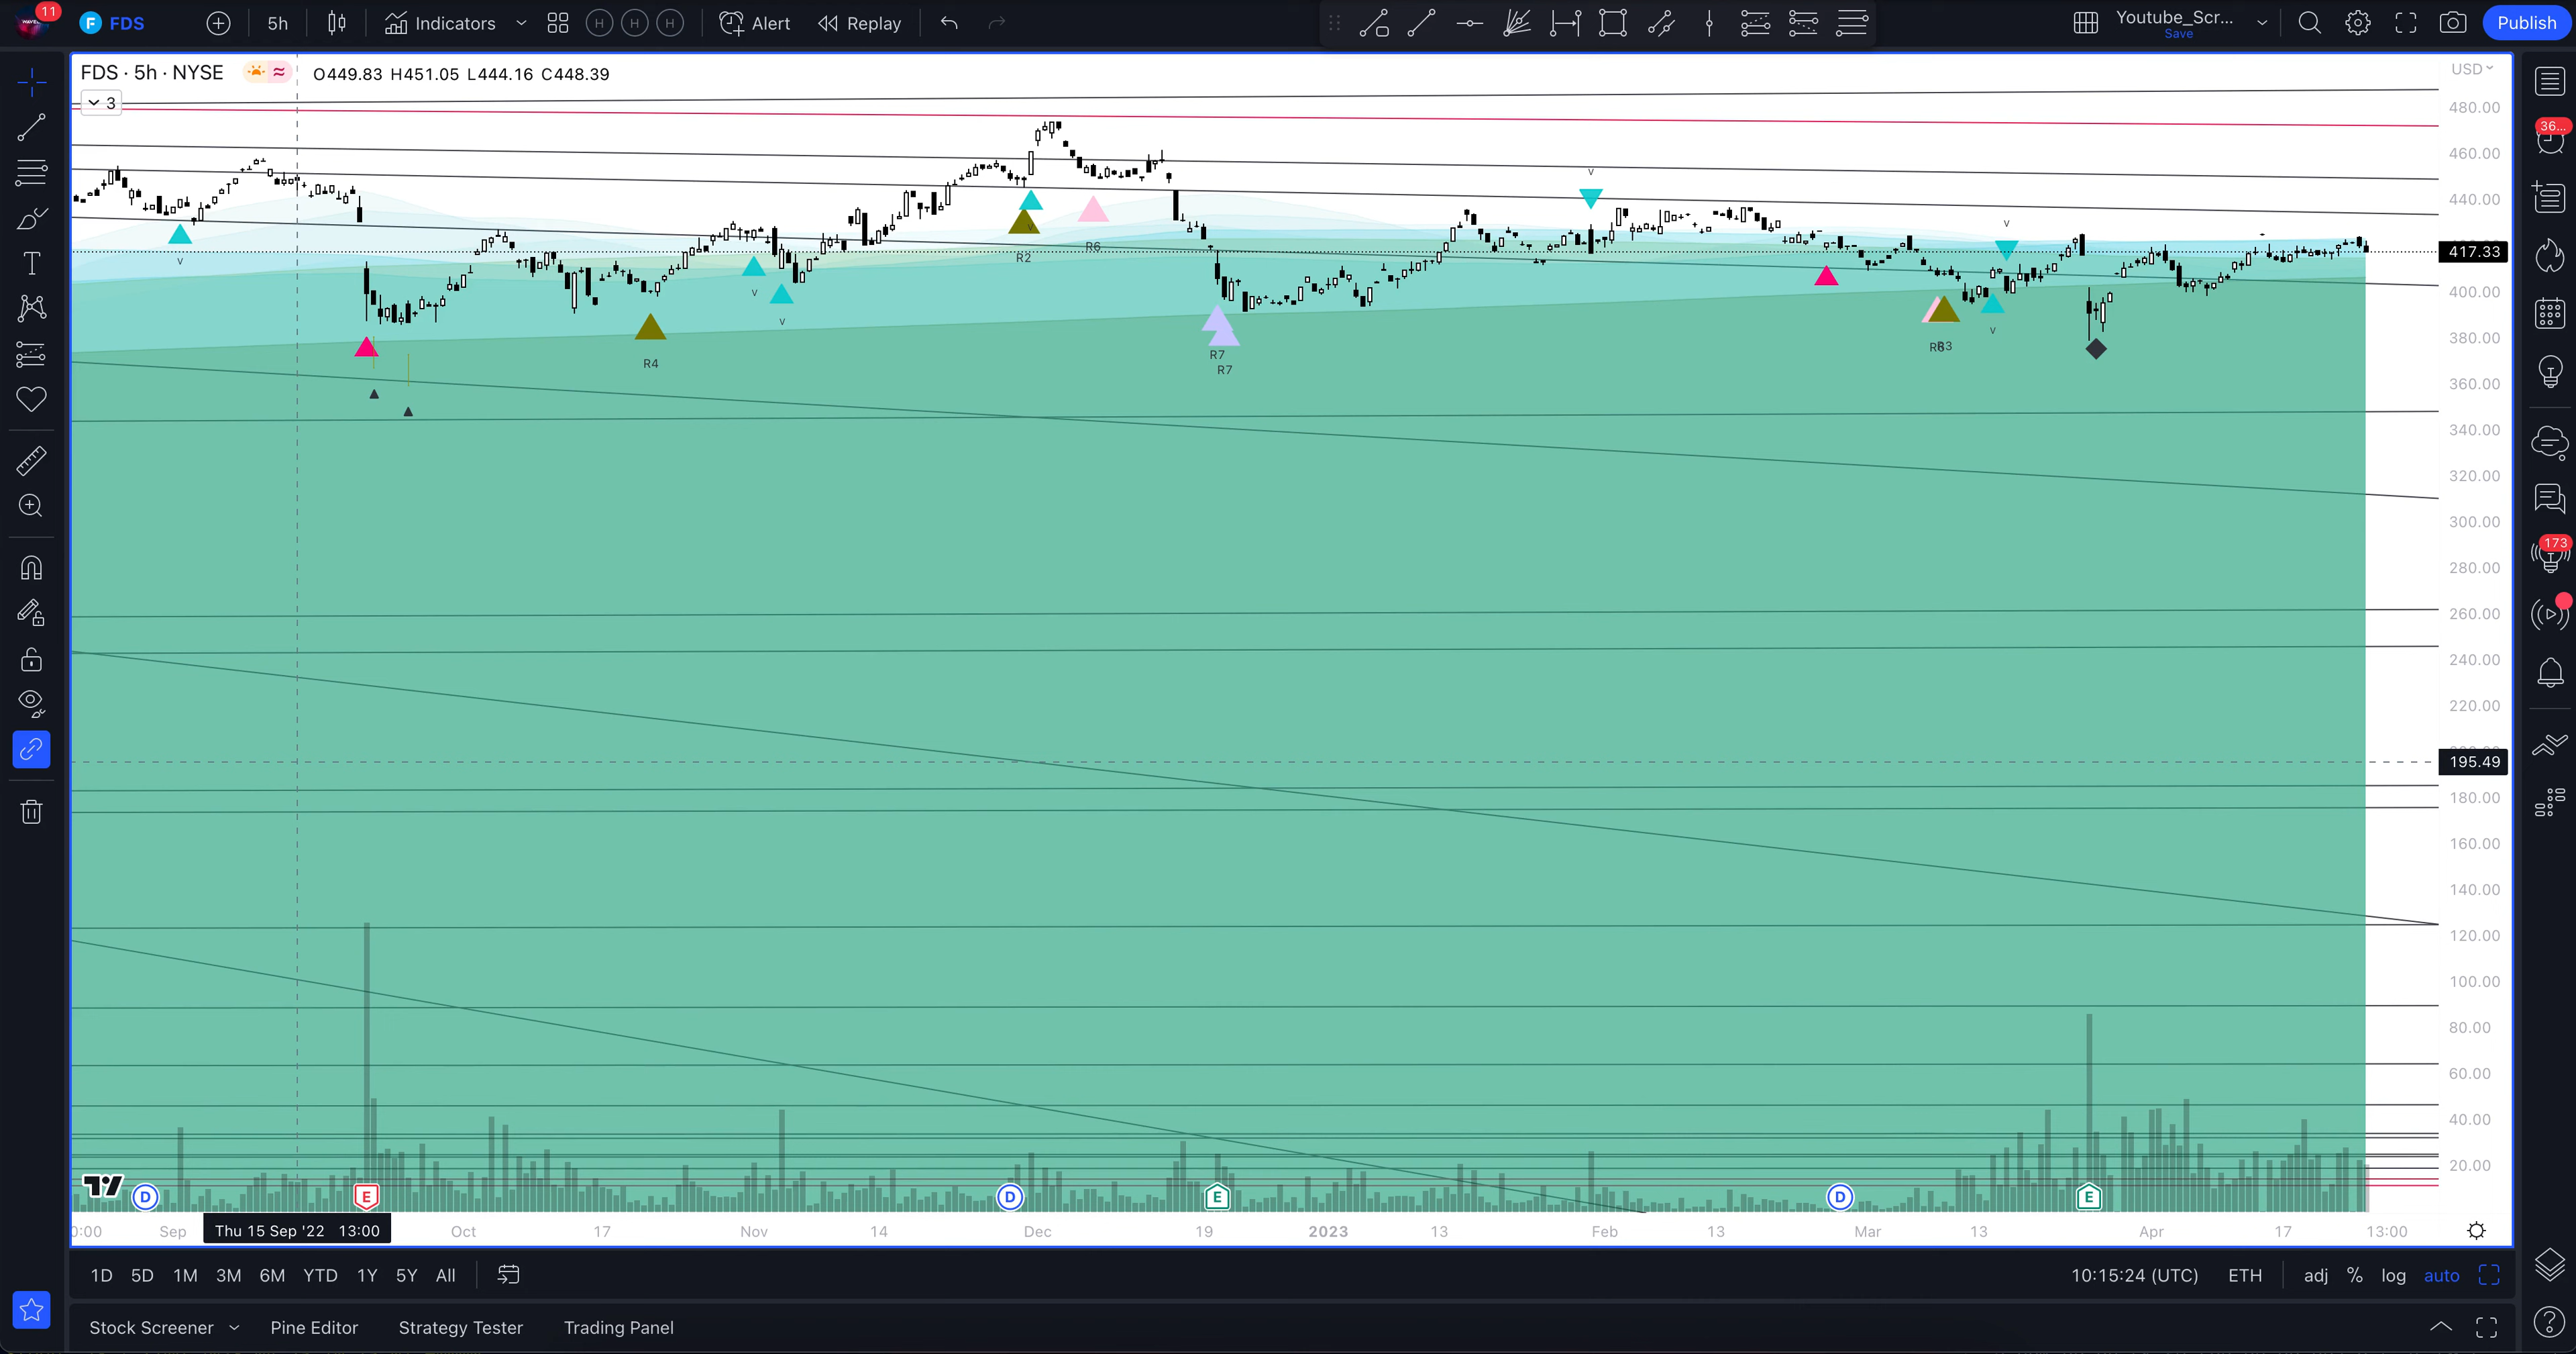 11
FDS
5h
Indicators
H
H
H
Alert
Replay
Youtube_Scr...
Save
Publish
FDS · 5h · NYSE
O449.83 H451.05 L444.16 C448.39
3
USD
480.00
460.00
440.00
417.33
400.00
380.00
360.00
340.00
320.00
300.00
280.00
260.00
240.00
220.00
195.49
180.00
160.00
140.00
120.00
100.00
80.00
60.00
40.00
20.00
v
R4
v
v
R2
v
R6
R7
R7
v
v
v
R3
D
E
D
E
D
E
Sep
Thu 15 Sep '22 13:00
Oct
17
Nov
14
Dec
19
2023
13
Feb
13
Mar
13
Apr
17
13:00
36...
173
1D 5D 1M 3M 6M YTD 1Y 5Y All
10:15:24 (UTC) ETH adj % log auto
Stock Screener Pine Editor Strategy Tester Trading Panel